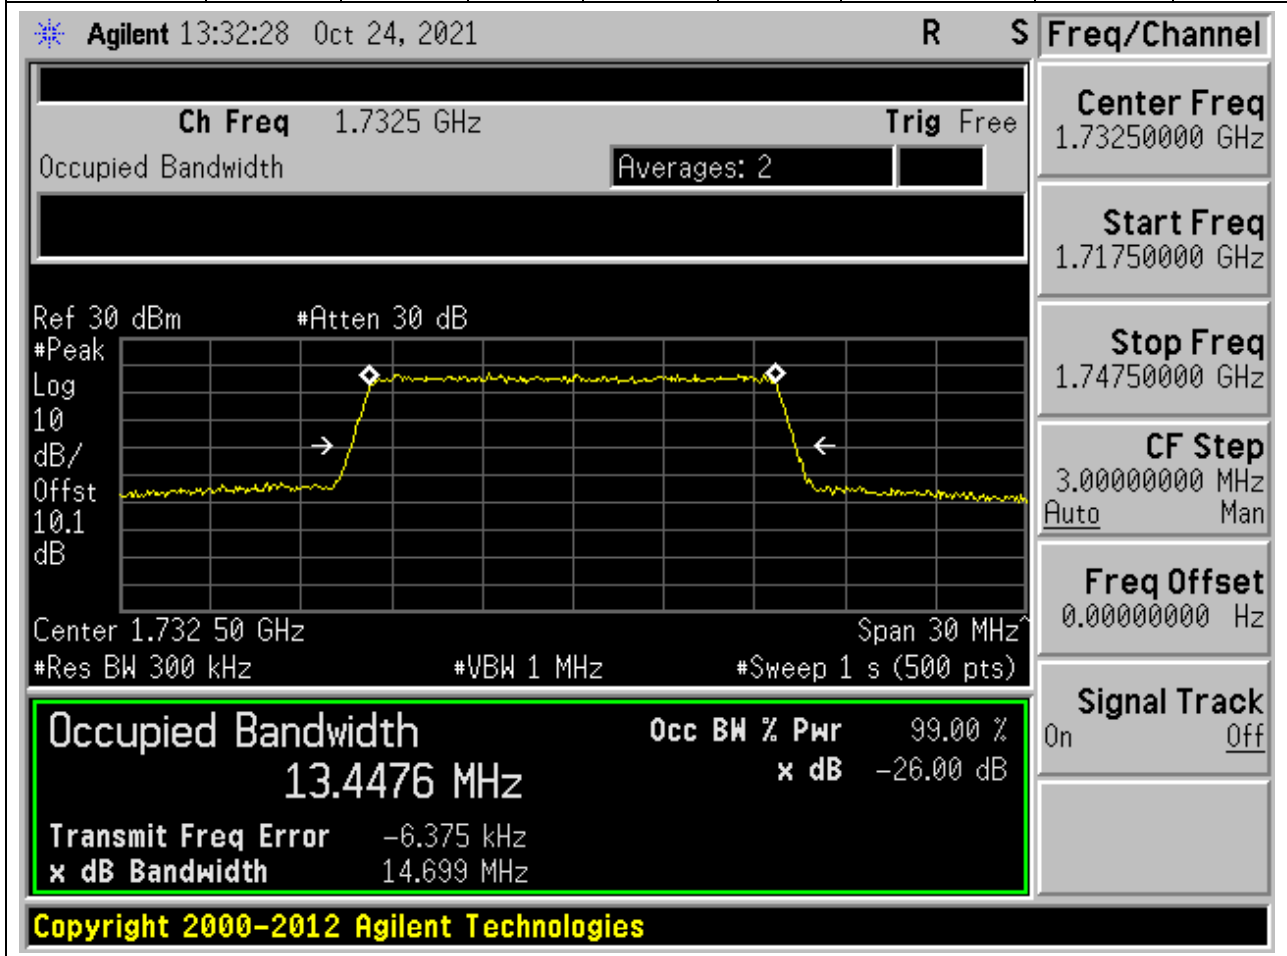 Agilent 13:32:28 Oct 24, 2021 R S
Ch Freq 1.7325 GHz Trig Free
Occupied Bandwidth Averages: 2
Ref 30 dBm #Atten 30 dB
#Peak
Log
10
dB/
Offst
10.1
dB
Center 1.732 50 GHz Span 30 MHz^
#Res BW 300 kHz #VBW 1 MHz #Sweep 1 s (500 pts)
Occupied Bandwidth Occ BW % Pwr 99.00 %
13.4476 MHz x dB -26.00 dB
Transmit Freq Error -6.375 kHz
x dB Bandwidth 14.699 MHz
Copyright 2000-2012 Agilent Technologies
Freq/Channel
Center Freq
1.73250000 GHz
Start Freq
1.71750000 GHz
Stop Freq
1.74750000 GHz
CF Step
3.00000000 MHz
Auto Man
Freq Offset
0.00000000 Hz
Signal Track
On Off